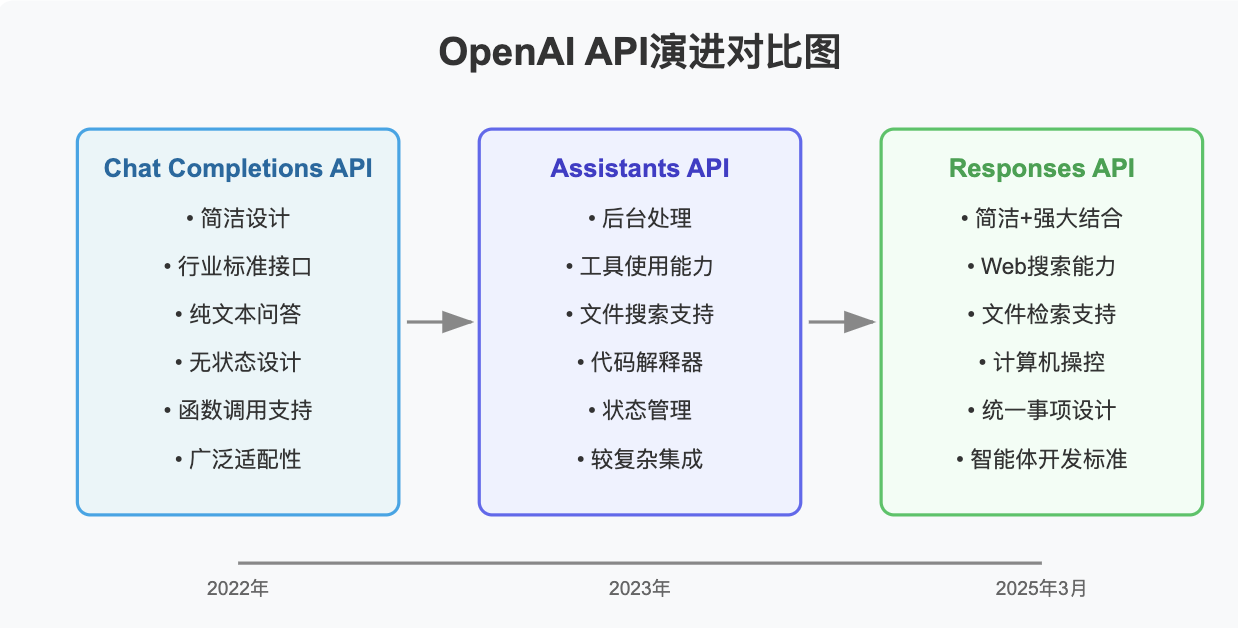 OpenAI API演进对比图
Chat Completions API
• 简洁设计
• 行业标准接口
• 纯文本问答
• 无状态设计
• 函数调用支持
• 广泛适配性
Assistants API
• 后台处理
• 工具使用能力
• 文件搜索支持
• 代码解释器
• 状态管理
• 较复杂集成
Responses API
• 简洁+强大结合
• Web搜索能力
• 文件检索支持
• 计算机操控
• 统一事项设计
• 智能体开发标准
2022年
2023年
2025年3月